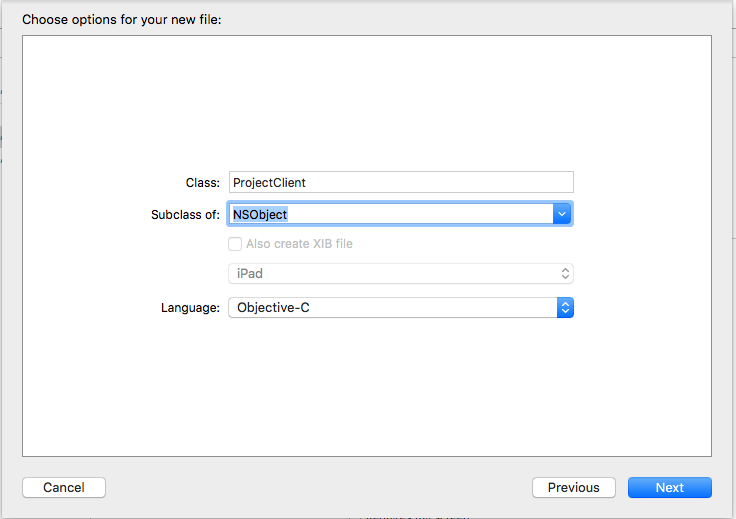 Choose options for your new file:
Class: ProjectClient
Subclass of: NSObject
Also create XIB file
iPad
Language: Objective-C
Cancel Previous Next